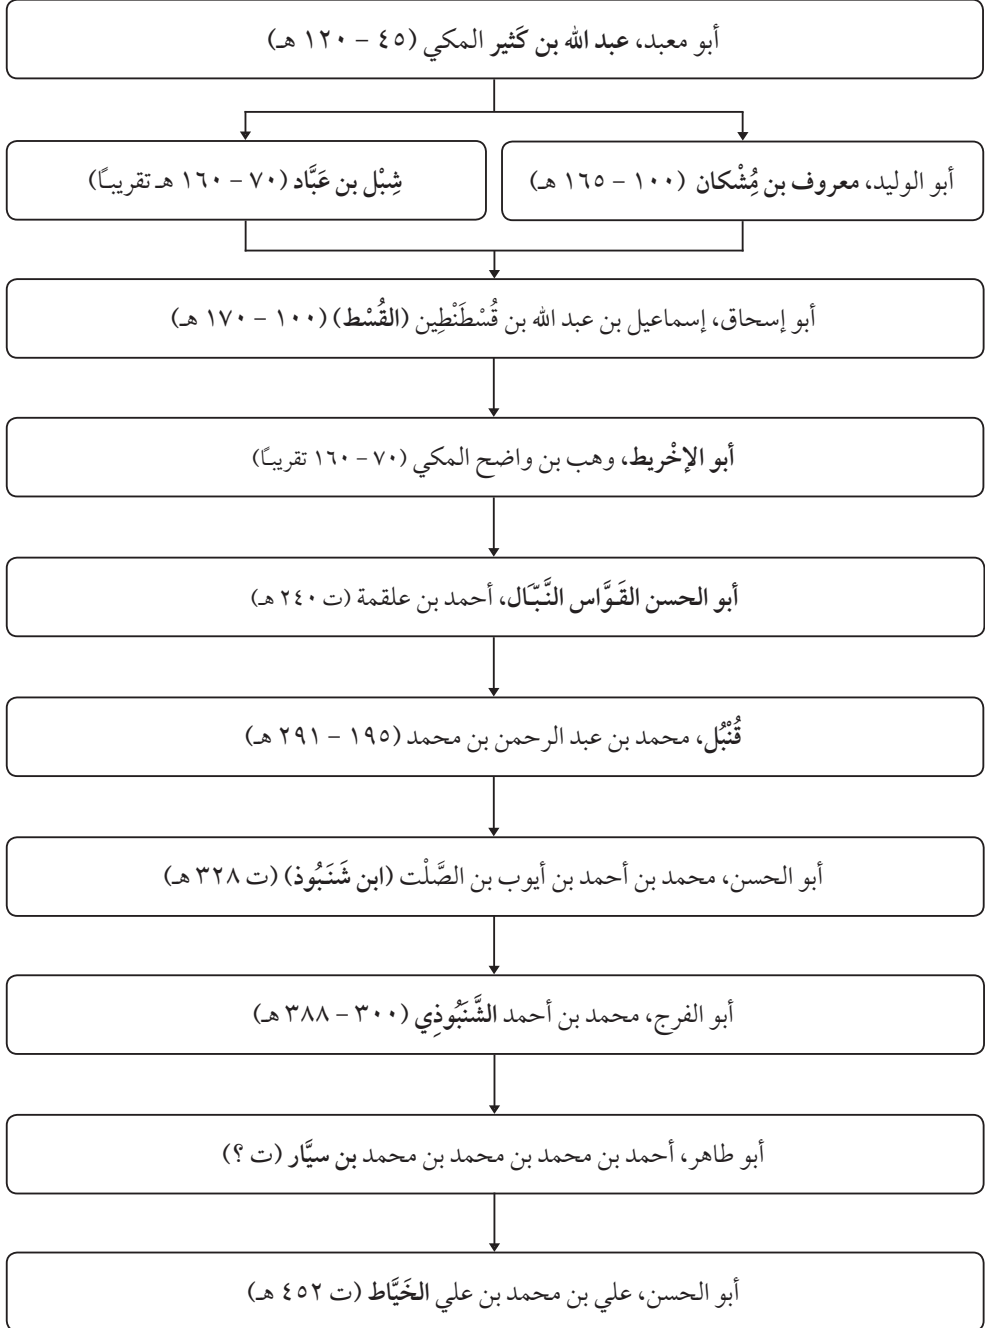 أبو معبد، عبد الله بن كَثير المكي (٤٥ – ١٢٠ هـ)
أبو الوليد، معروف بن مُِشْكان (١٠٠ – ١٦٥ هـ)
شِبْل بن عَبَّاد (٧٠ – ١٦٠ هـ تقريبًا)
أبو إسحاق، إسماعيل بن عبد الله بن قُسْطَنْطِين (القُسْط) (١٠٠ – ١٧٠ هـ)
أبو الإخْريط، وهب بن واضح المكي (٧٠ – ١٦٠ تقريبًا)
أبو الحسن القَوَّاس النَّبَّال، أحمد بن علقمة (ت ٢٤٠ هـ)
قُنْبُل، محمد بن عبد الرحمن بن محمد (١٩٥ – ٢٩١ هـ)
أبو الحسن، محمد بن أحمد بن أيوب بن الصَّلْت (ابن شَنَبُوذ) (ت ٣٢٨ هـ)
أبو الفرج، محمد بن أحمد الشَّنَبُوذِي (٣٠٠ – ٣٨٨ هـ)
أبو طاهر، أحمد بن محمد بن محمد بن محمد بن سيَّار (ت ؟)
أبو الحسن، علي بن محمد بن علي الخَيَّاط (ت ٤٥٢ هـ)